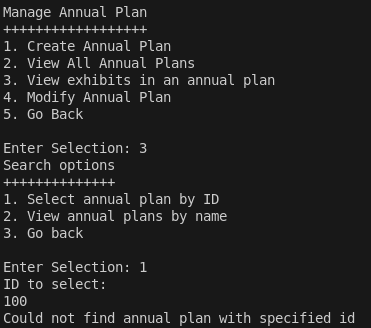 Manage Annual Plan
++++++++++++++++++
1. Create Annual Plan
2. View All Annual Plans
3. View exhibits in an annual plan
4. Modify Annual Plan
5. Go Back
Enter Selection: 3
Search options
++++++++++++++
1. Select annual plan by ID
2. View annual plans by name
3. Go back
Enter Selection: 1
ID to select:
100
Could not find annual plan with specified id